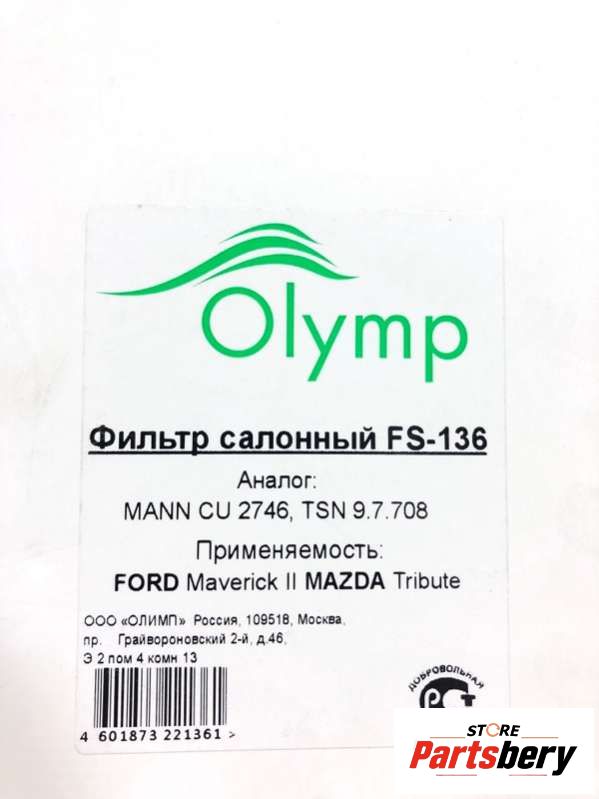 Olymp
Фильтр салонный FS-136
Аналог:
MANN CU 2746, TSN 9.7.708
Применяемость:
FORD Maverick II MAZDA Tribute
ООО «ОЛИМП» Россия, 109518, Москва,
пр. Грайвороновский 2-й, д.46,
Э 2 пом 4 комн 13
4 601873 221361 >
ДОБРОВОЛЬНАЯ
РСТ
STORE
Partsbery